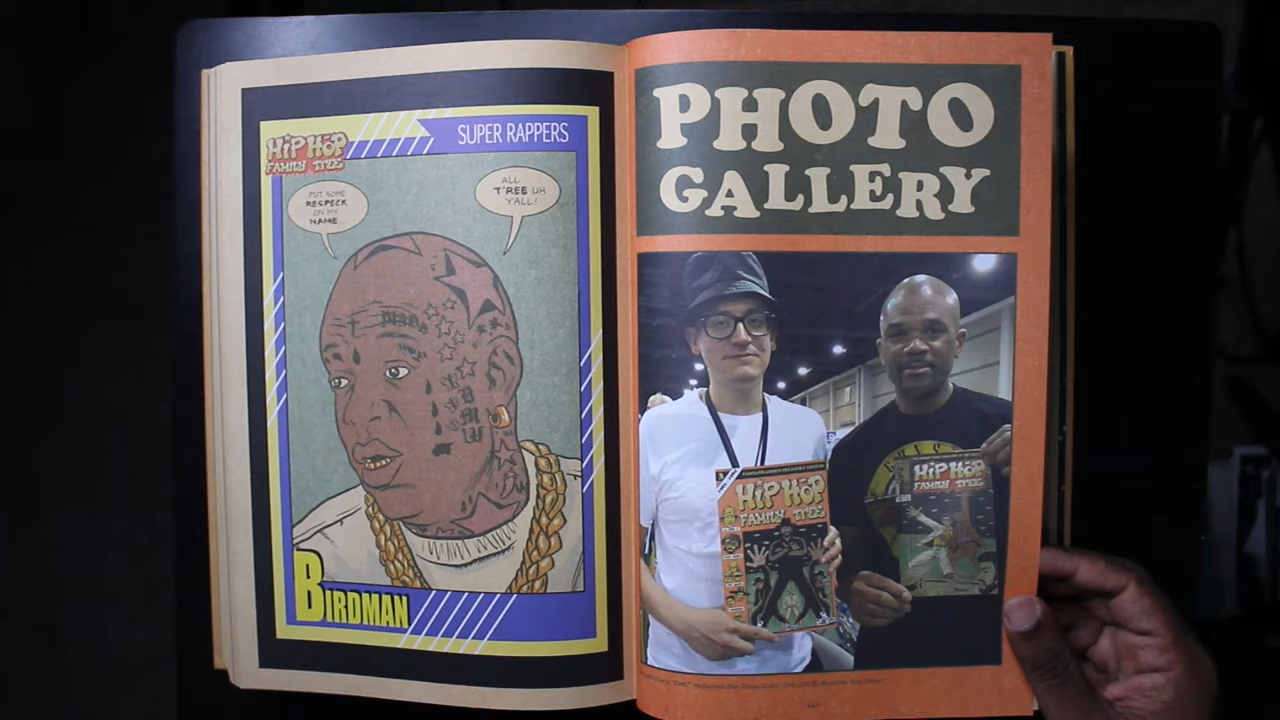 HIP HOP
FAMILY TREE
SUPER RAPPERS
PUT SOME
RESPECK
ON MY
NAME
ALL
T'REE UH
Y'ALL!
BIRDMAN
PHOTO
GALLERY
HIP HOP
FAMILY TREE
HIP HOP
FAMILY TREE